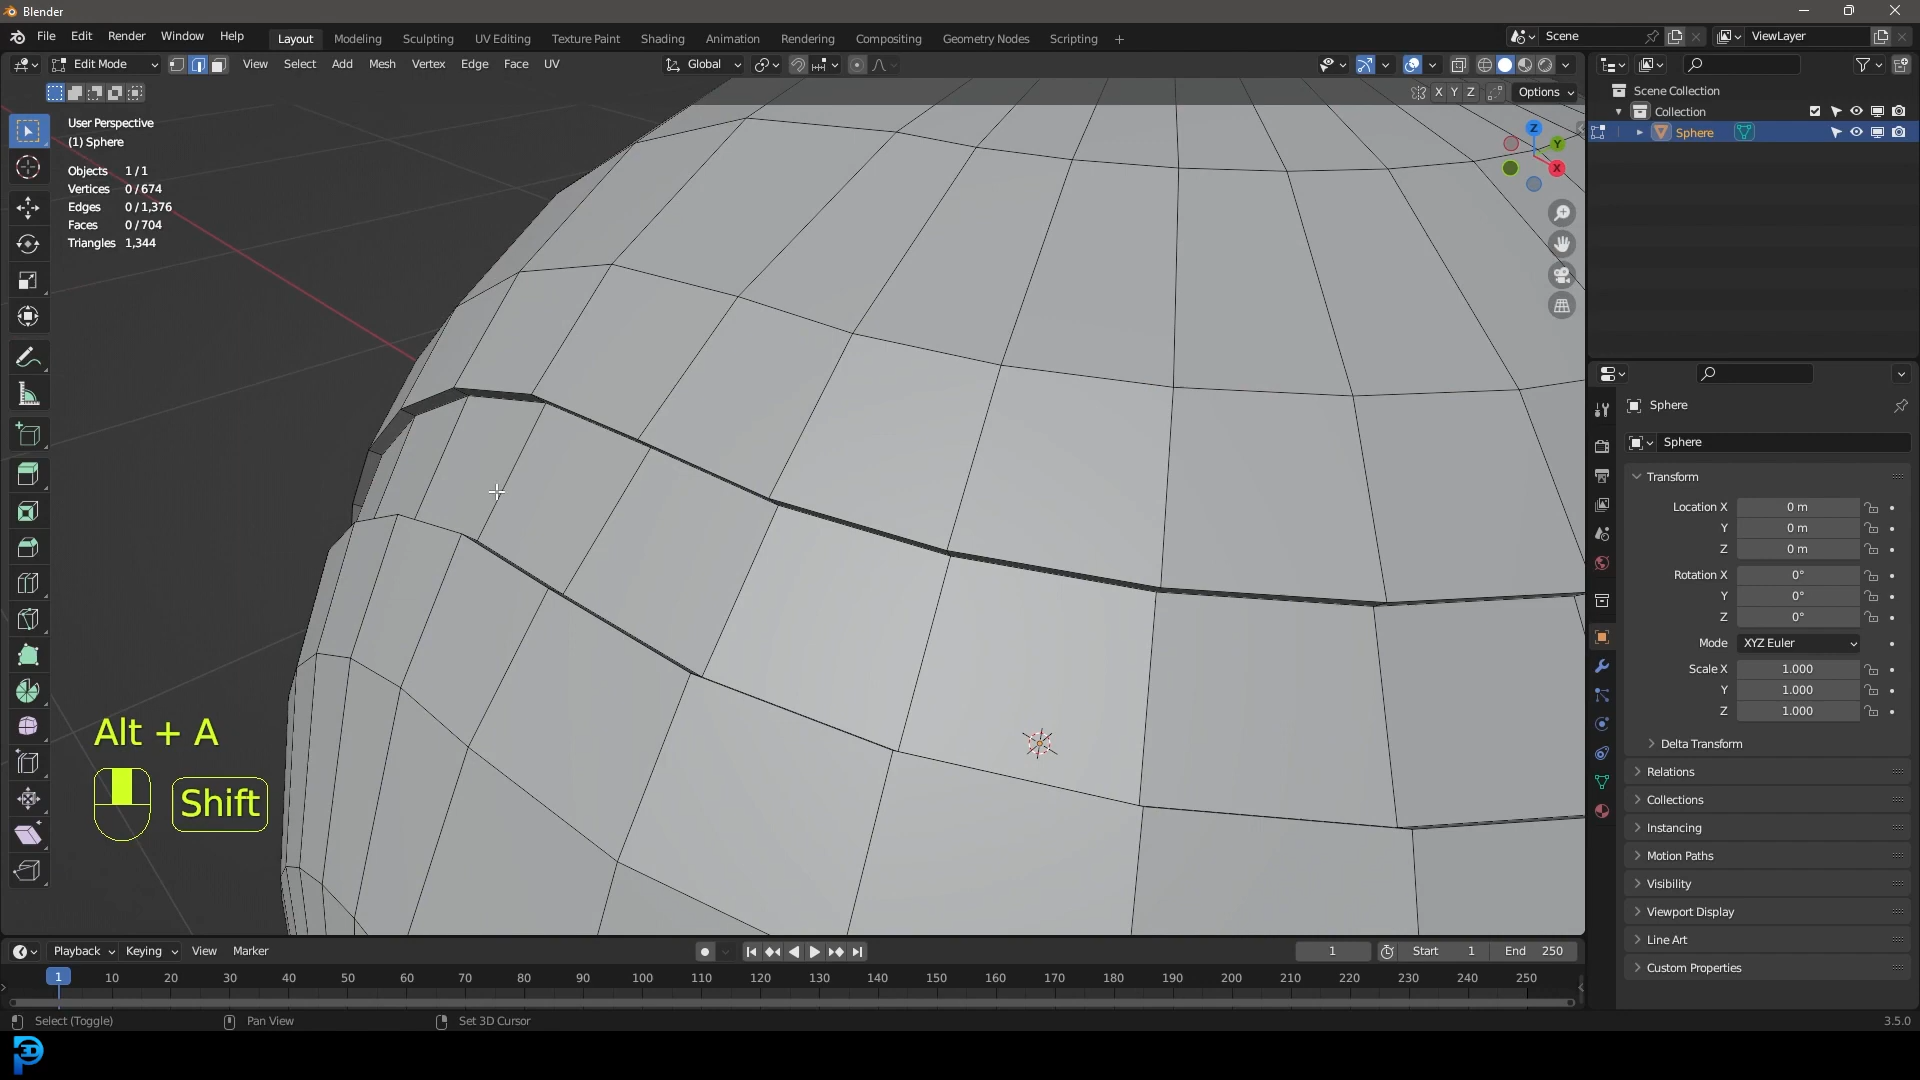 Blender
File Edit Render Window Help Layout Modeling Sculpting UV Editing Texture Paint Shading Animation Rendering Compositing Geometry Nodes Scripting + Scene ViewLayer
Edit Mode View Select Add Mesh Vertex Edge Face UV Global
X Y Z Options
User Perspective
(1) Sphere
Objects 1/1
Vertices 0/674
Edges 0/1,376
Faces 0/704
Triangles 1,344
Z
Y
X
Alt + A
Shift
Scene Collection
Collection
Sphere
Sphere
Sphere
Transform
Location X 0 m
Y 0 m
Z 0 m
Rotation X 0°
Y 0°
Z 0°
Mode XYZ Euler
Scale X 1.000
Y 1.000
Z 1.000
Delta Transform
Relations
Collections
Instancing
Motion Paths
Visibility
Viewport Display
Line Art
Custom Properties
Playback Keying View Marker 1 Start 1 End 250
1 10 20 30 40 50 60 70 80 90 100 110 120 130 140 150 160 170 180 190 200 210 220 230 240 250
Select (Toggle) Pan View Set 3D Cursor 3.5.0